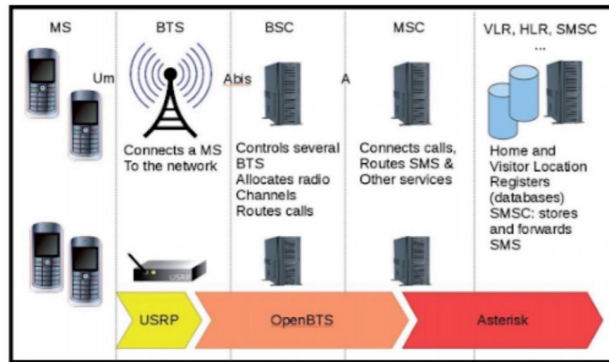 MS
BTS
BSC
MSC
VLR, HLR, SMSC
...
Um
Abis
A
Connects a MS
To the network
Controls several
BTS
Allocates radio
Channels
Routes calls
Connects calls,
Routes SMS &
Other services
Home and
Visitor Location
Registers
(databases)
SMSC: stores
and forwards
SMS
USRP
USRP
OpenBTS
Asterisk